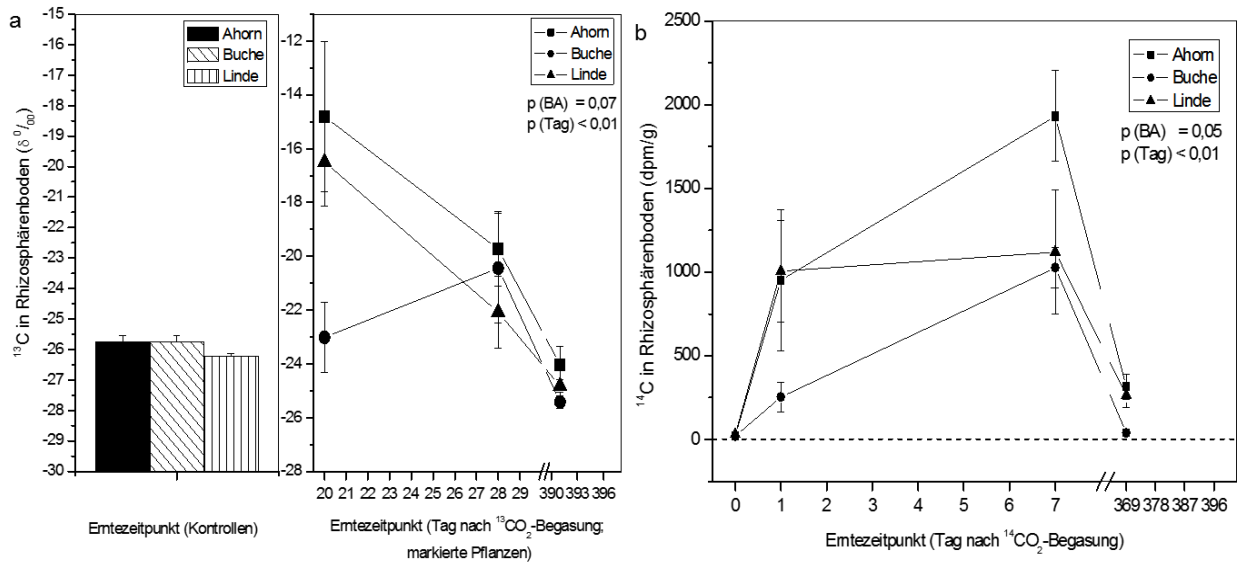 a
-15
-16
-17
-18
-19
-20
-21
-22
-23
-24
-25
-26
-27
-28
-29
-30
¹³C in Rhizosphärenboden (δ ⁰/₀₀)
Ahorn
Buche
Linde
Erntezeitpunkt (Kontrollen)
-12
-14
-16
-18
-20
-22
-24
-26
-28
Ahorn
Buche
Linde
p (BA) = 0,07
p (Tag) < 0,01
20 21 22 23 24 25 26 27 28 29 390 393 396
Erntezeitpunkt (Tag nach ¹³CO₂-Begasung;
markierte Pflanzen)
b
2500
2000
1500
1000
500
0
¹⁴C in Rhizosphärenboden (dpm/g)
Ahorn
Buche
Linde
p (BA) = 0,05
p (Tag) < 0,01
0 1 2 3 4 5 6 7 369 378 387 396
Erntezeitpunkt (Tag nach ¹⁴CO₂-Begasung)